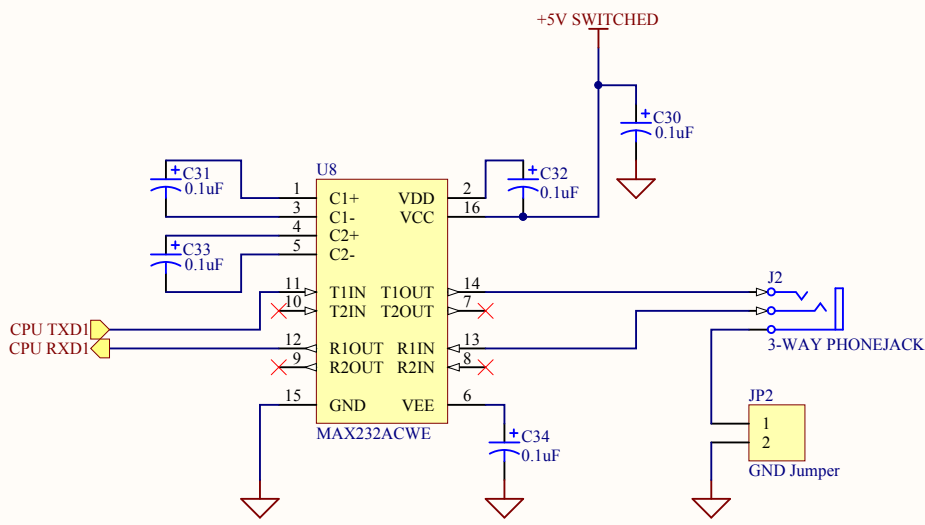 +5V SWITCHED
+ C30
0.1uF
U8
+ C31
0.1uF
+ C32
0.1uF
1 C1+ VDD 2
3 C1- VCC 16
4 C2+
5 C2-
+ C33
0.1uF
11 T1IN T1OUT 14
10 T2IN T2OUT 7
J2
CPU TXD1
CPU RXD1
12 R1OUT R1IN 13
9 R2OUT R2IN 8
3-WAY PHONEJACK
15 GND VEE 6
MAX232ACWE
+ C34
0.1uF
JP2
1
2
GND Jumper